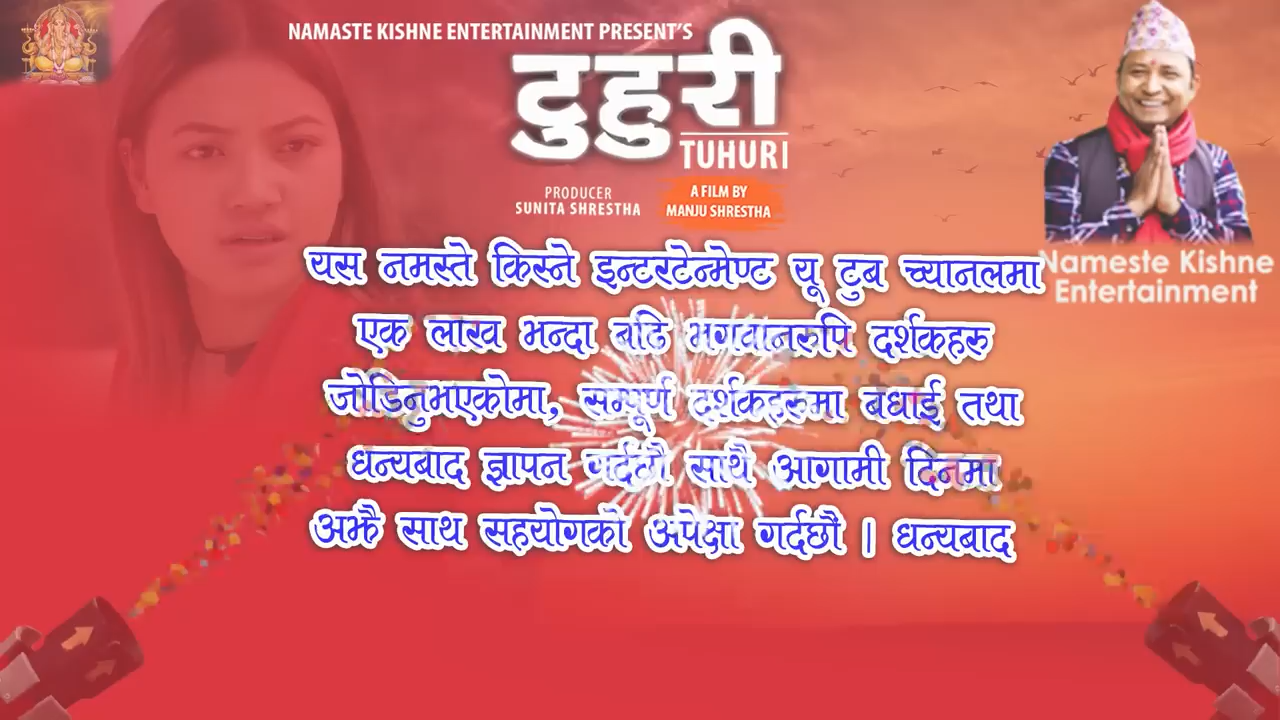 NAMASTE KISHNE ENTERTAINMENT PRESENT'S
टुहुरी
TUHURI
PRODUCER
SUNITA SHRESTHA
A FILM BY
MANJU SHRESTHA
Nameste Kishne
Entertainment
यस नमस्ते किस्ने इन्टरटेन्मेण्ट यू टुब च्यानलमा
एक लाख भन्दा बढि भगवानरुपि दर्शकहरु
जोडिनुभएकोमा, सम्पूर्ण दर्शकहरुमा बधाई तथा
धन्यबाद ज्ञापन गर्दछौ साथै आगामी दिनमा
अझै साथ सहयोगको अपेक्षा गर्दछौं | धन्यबाद